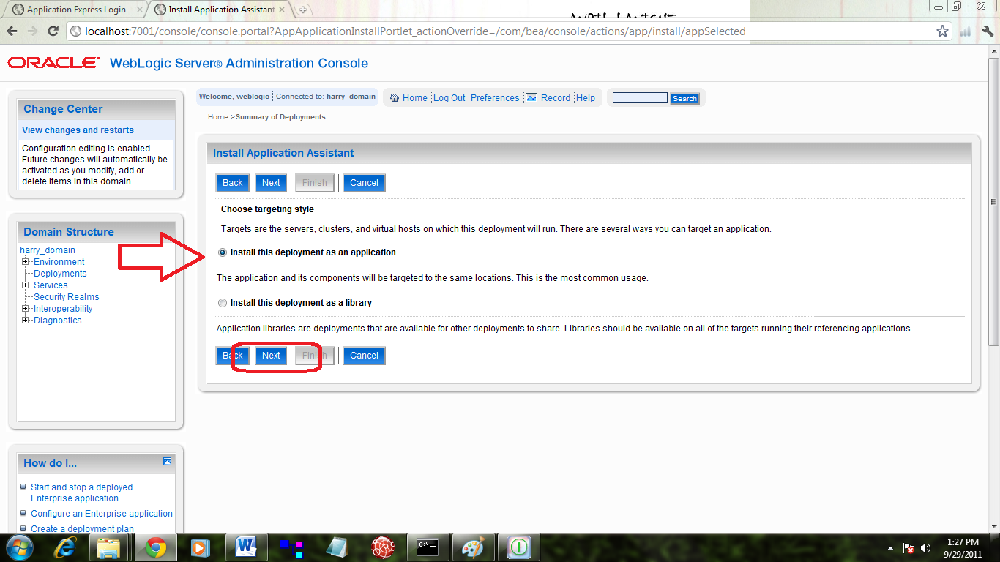 Application Express Login
Install Application Assistant
localhost:7001/console/console.portal?AppApplicationInstallPortlet_actionOverride=/com/bea/console/actions/app/install/appSelected
ORACLE WebLogic Server® Administration Console
Change Center
View changes and restarts
Configuration editing is enabled.
Future changes will automatically be
activated as you modify, add or
delete items in this domain.
Domain Structure
harry_domain
Environment
Deployments
Services
Security Realms
Interoperability
Diagnostics
How do I...
Start and stop a deployed
Enterprise application
Configure an Enterprise application
Create a deployment plan
Welcome, weblogic Connected to: harry_domain
Home Log Out Preferences Record Help
Search
Home >Summary of Deployments
Install Application Assistant
Back Next Finish Cancel
Choose targeting style
Targets are the servers, clusters, and virtual hosts on which this deployment will run. There are several ways you can target an application.
Install this deployment as an application
The application and its components will be targeted to the same locations. This is the most common usage.
Install this deployment as a library
Application libraries are deployments that are available for other deployments to share. Libraries should be available on all of the targets running their referencing applications.
Back Next Finish Cancel
1:27 PM
9/29/2011